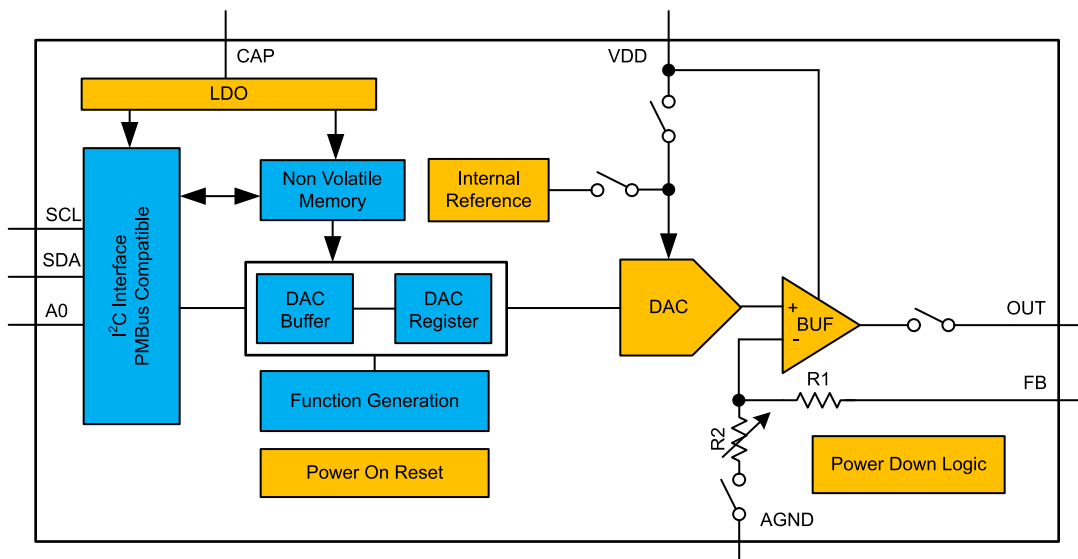 CAP
VDD
LDO
Non Volatile
Memory
Internal
Reference
SCL
SDA
A0
I²C Interface
PMBus Compatible
DAC
Buffer
DAC
Register
DAC
+
BUF
-
OUT
R1
FB
R2
Function Generation
Power On Reset
Power Down Logic
AGND